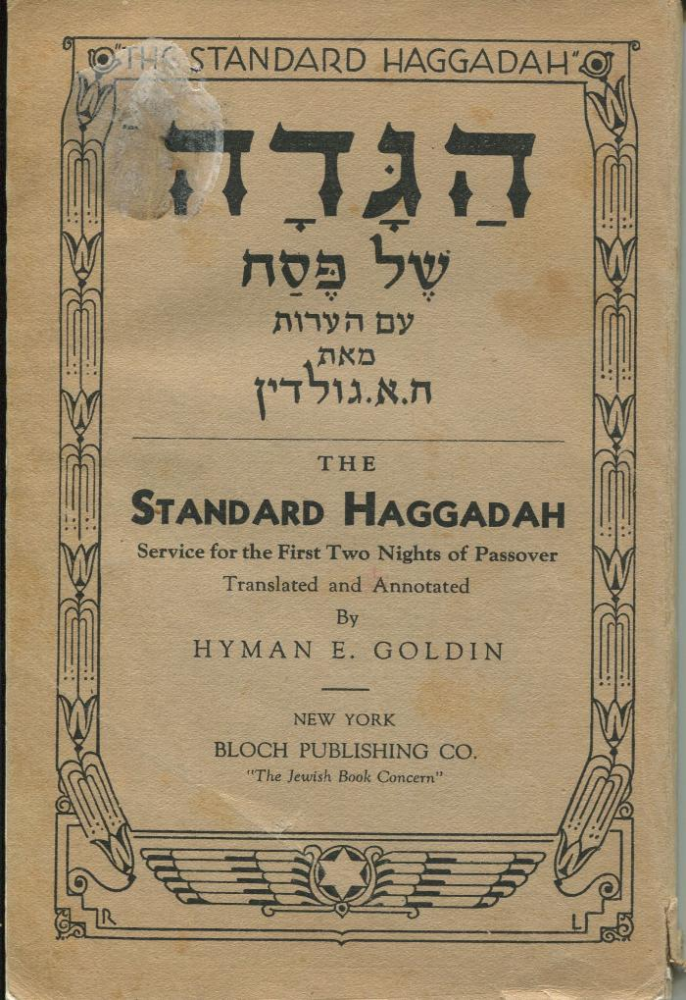 "THE STANDARD HAGGADAH"
הַגָּדָה
שֶׁל פֶּסַח
עם הערות
מאת
ח.א.גולדין
THE
STANDARD HAGGADAH
Service for the First Two Nights of Passover
Translated and Annotated
By
HYMAN E. GOLDIN
NEW YORK
BLOCH PUBLISHING CO.
"The Jewish Book Concern"
R L